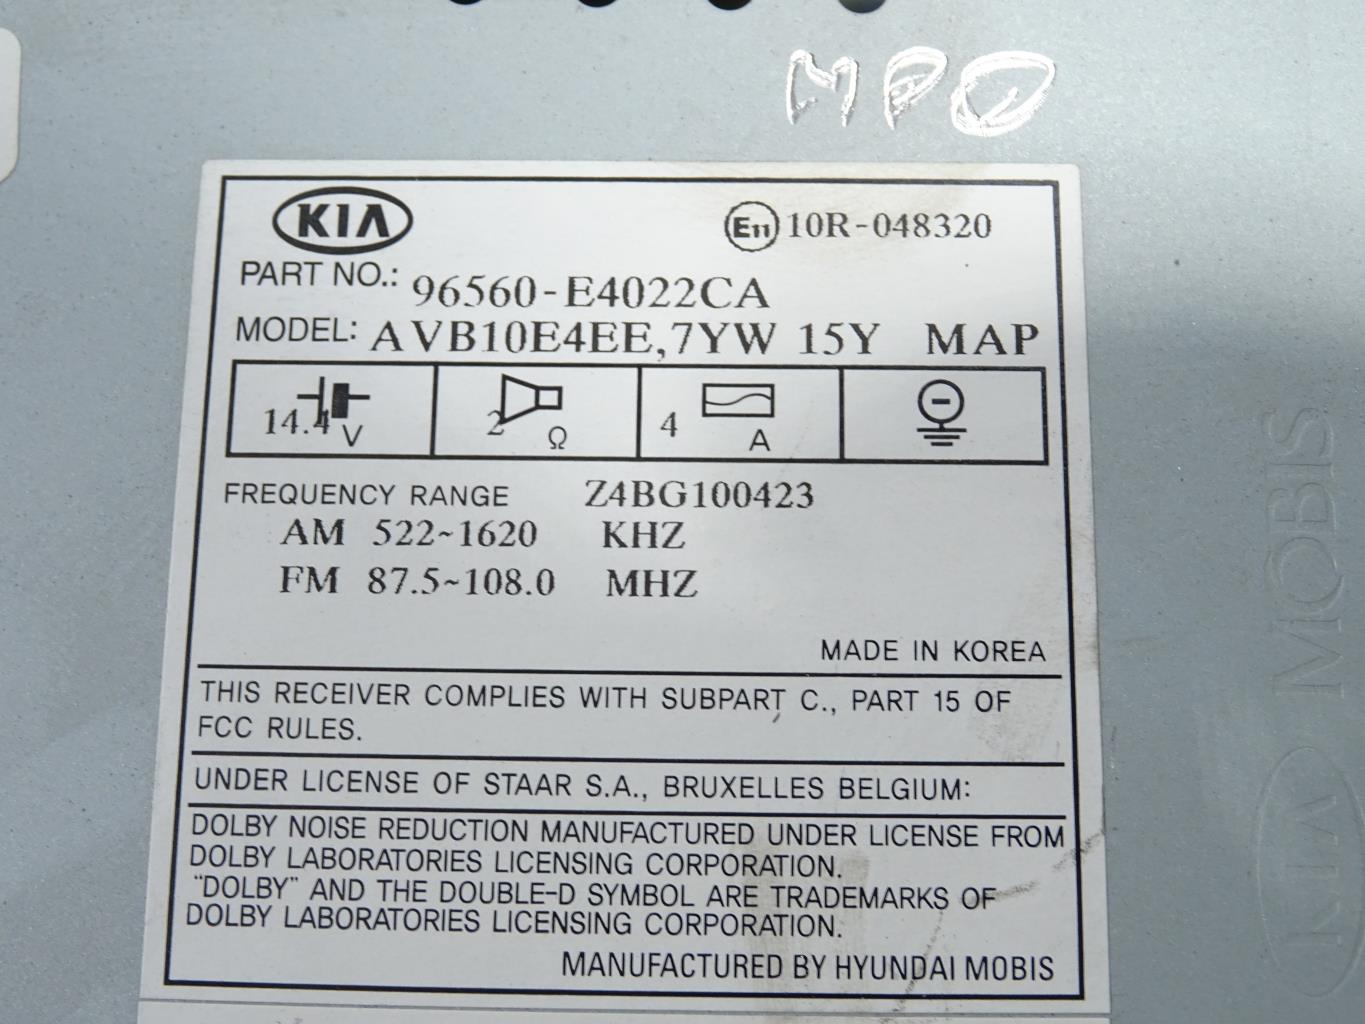 MPO
KIA
E11 10R-048320
PART NO.: 96560-E4022CA
MODEL: AVB10E4EE,7YW 15Y MAP
14.4 V 2 Ω 4 A
FREQUENCY RANGE Z4BG100423
AM 522~1620 KHZ
FM 87.5~108.0 MHZ
MADE IN KOREA
THIS RECEIVER COMPLIES WITH SUBPART C., PART 15 OF
FCC RULES.
UNDER LICENSE OF STAAR S.A., BRUXELLES BELGIUM:
DOLBY NOISE REDUCTION MANUFACTURED UNDER LICENSE FROM
DOLBY LABORATORIES LICENSING CORPORATION.
"DOLBY" AND THE DOUBLE-D SYMBOL ARE TRADEMARKS OF
DOLBY LABORATORIES LICENSING CORPORATION.
MANUFACTURED BY HYUNDAI MOBIS
KIA MOBIS